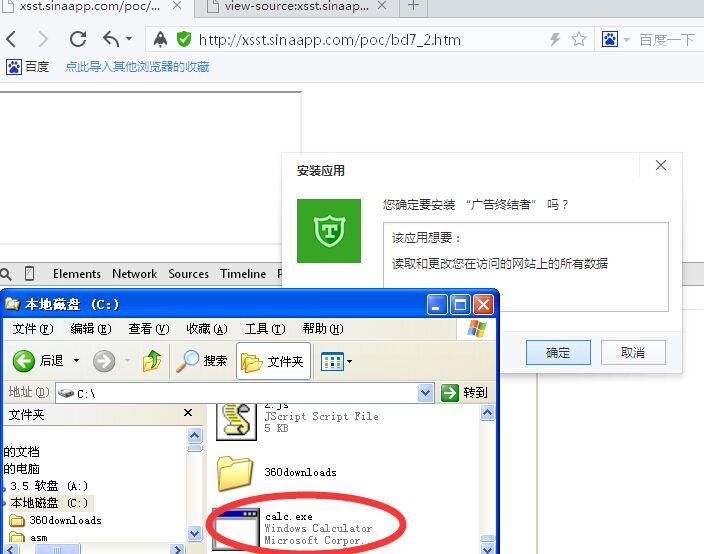 xsst.sinaapp.com/poc/
view-source:xsst.sinaapp.
http://xsst.sinaapp.com/poc/bd7_2.htm
百度一下
百度
点此导入其他浏览器的收藏
安装应用
您确定要安装 “广告终结者” 吗？
该应用想要：
读取和更改您在访问的网站上的所有数据
确定
取消
Elements Network Sources Timeline
本地磁盘 (C:)
文件(F) 编辑(E) 查看(V) 收藏(A) 工具(T) 帮助(H)
后退
搜索
文件夹
地址(D)
C:\
转到
文件夹
的文档
的电脑
3.5 软盘 (A:)
本地磁盘 (C:)
360downloads
asm
2.js
JScript Script File
5 KB
360downloads
calc.exe
Windows Calculator
Microsoft Corpor..